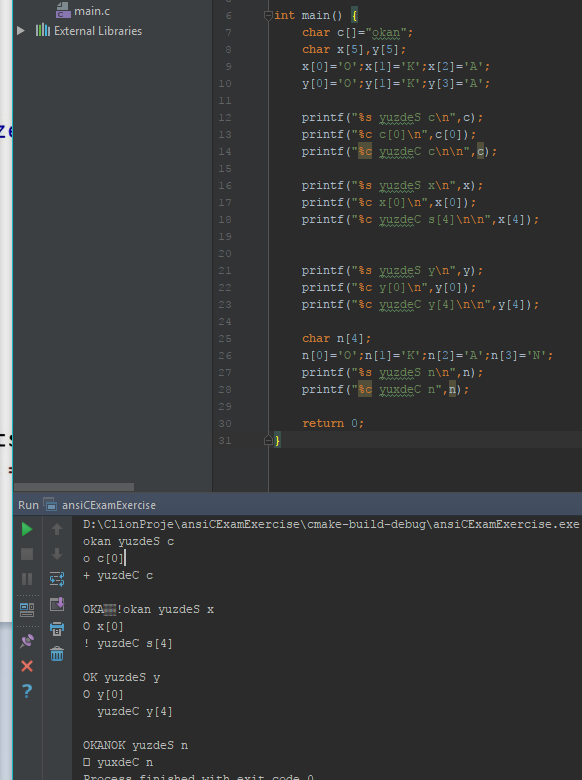 main.c
External Libraries
6 int main() {
7 char c[]="okan";
8 char x[5],y[5];
9 x[0]='O';x[1]='K';x[2]='A';
10 y[0]='O';y[1]='K';y[3]='A';
11
12 printf("%s yuzdeS c\n",c);
13 printf("%c c[0]\n",c[0]);
14 printf("%c yuzdeC c\n\n",c);
15
16 printf("%s yuzdeS x\n",x);
17 printf("%c x[0]\n",x[0]);
18 printf("%c yuzdeC s[4]\n\n",x[4]);
19
20
21 printf("%s yuzdeS y\n",y);
22 printf("%c y[0]\n",y[0]);
23 printf("%c yuzdeC y[4]\n\n",y[4]);
24
25 char n[4];
26 n[0]='O';n[1]='K';n[2]='A';n[3]='N';
27 printf("%s yuzdeS n\n",n);
28 printf("%c yuxdeC n",n);
29
30 return 0;
31 }
Run ansiCExamExercise
D:\ClionProje\ansiCExamExercise\cmake-build-debug\ansiCExamExercise.exe
okan yuzdeS c
o c[0]
+ yuzdeC c
OKA▒▒!okan yuzdeS x
O x[0]
! yuzdeC s[4]
OK yuzdeS y
O y[0]
yuzdeC y[4]
OKANOK yuzdeS n
□ yuxdeC n
Process finished with exit code 0